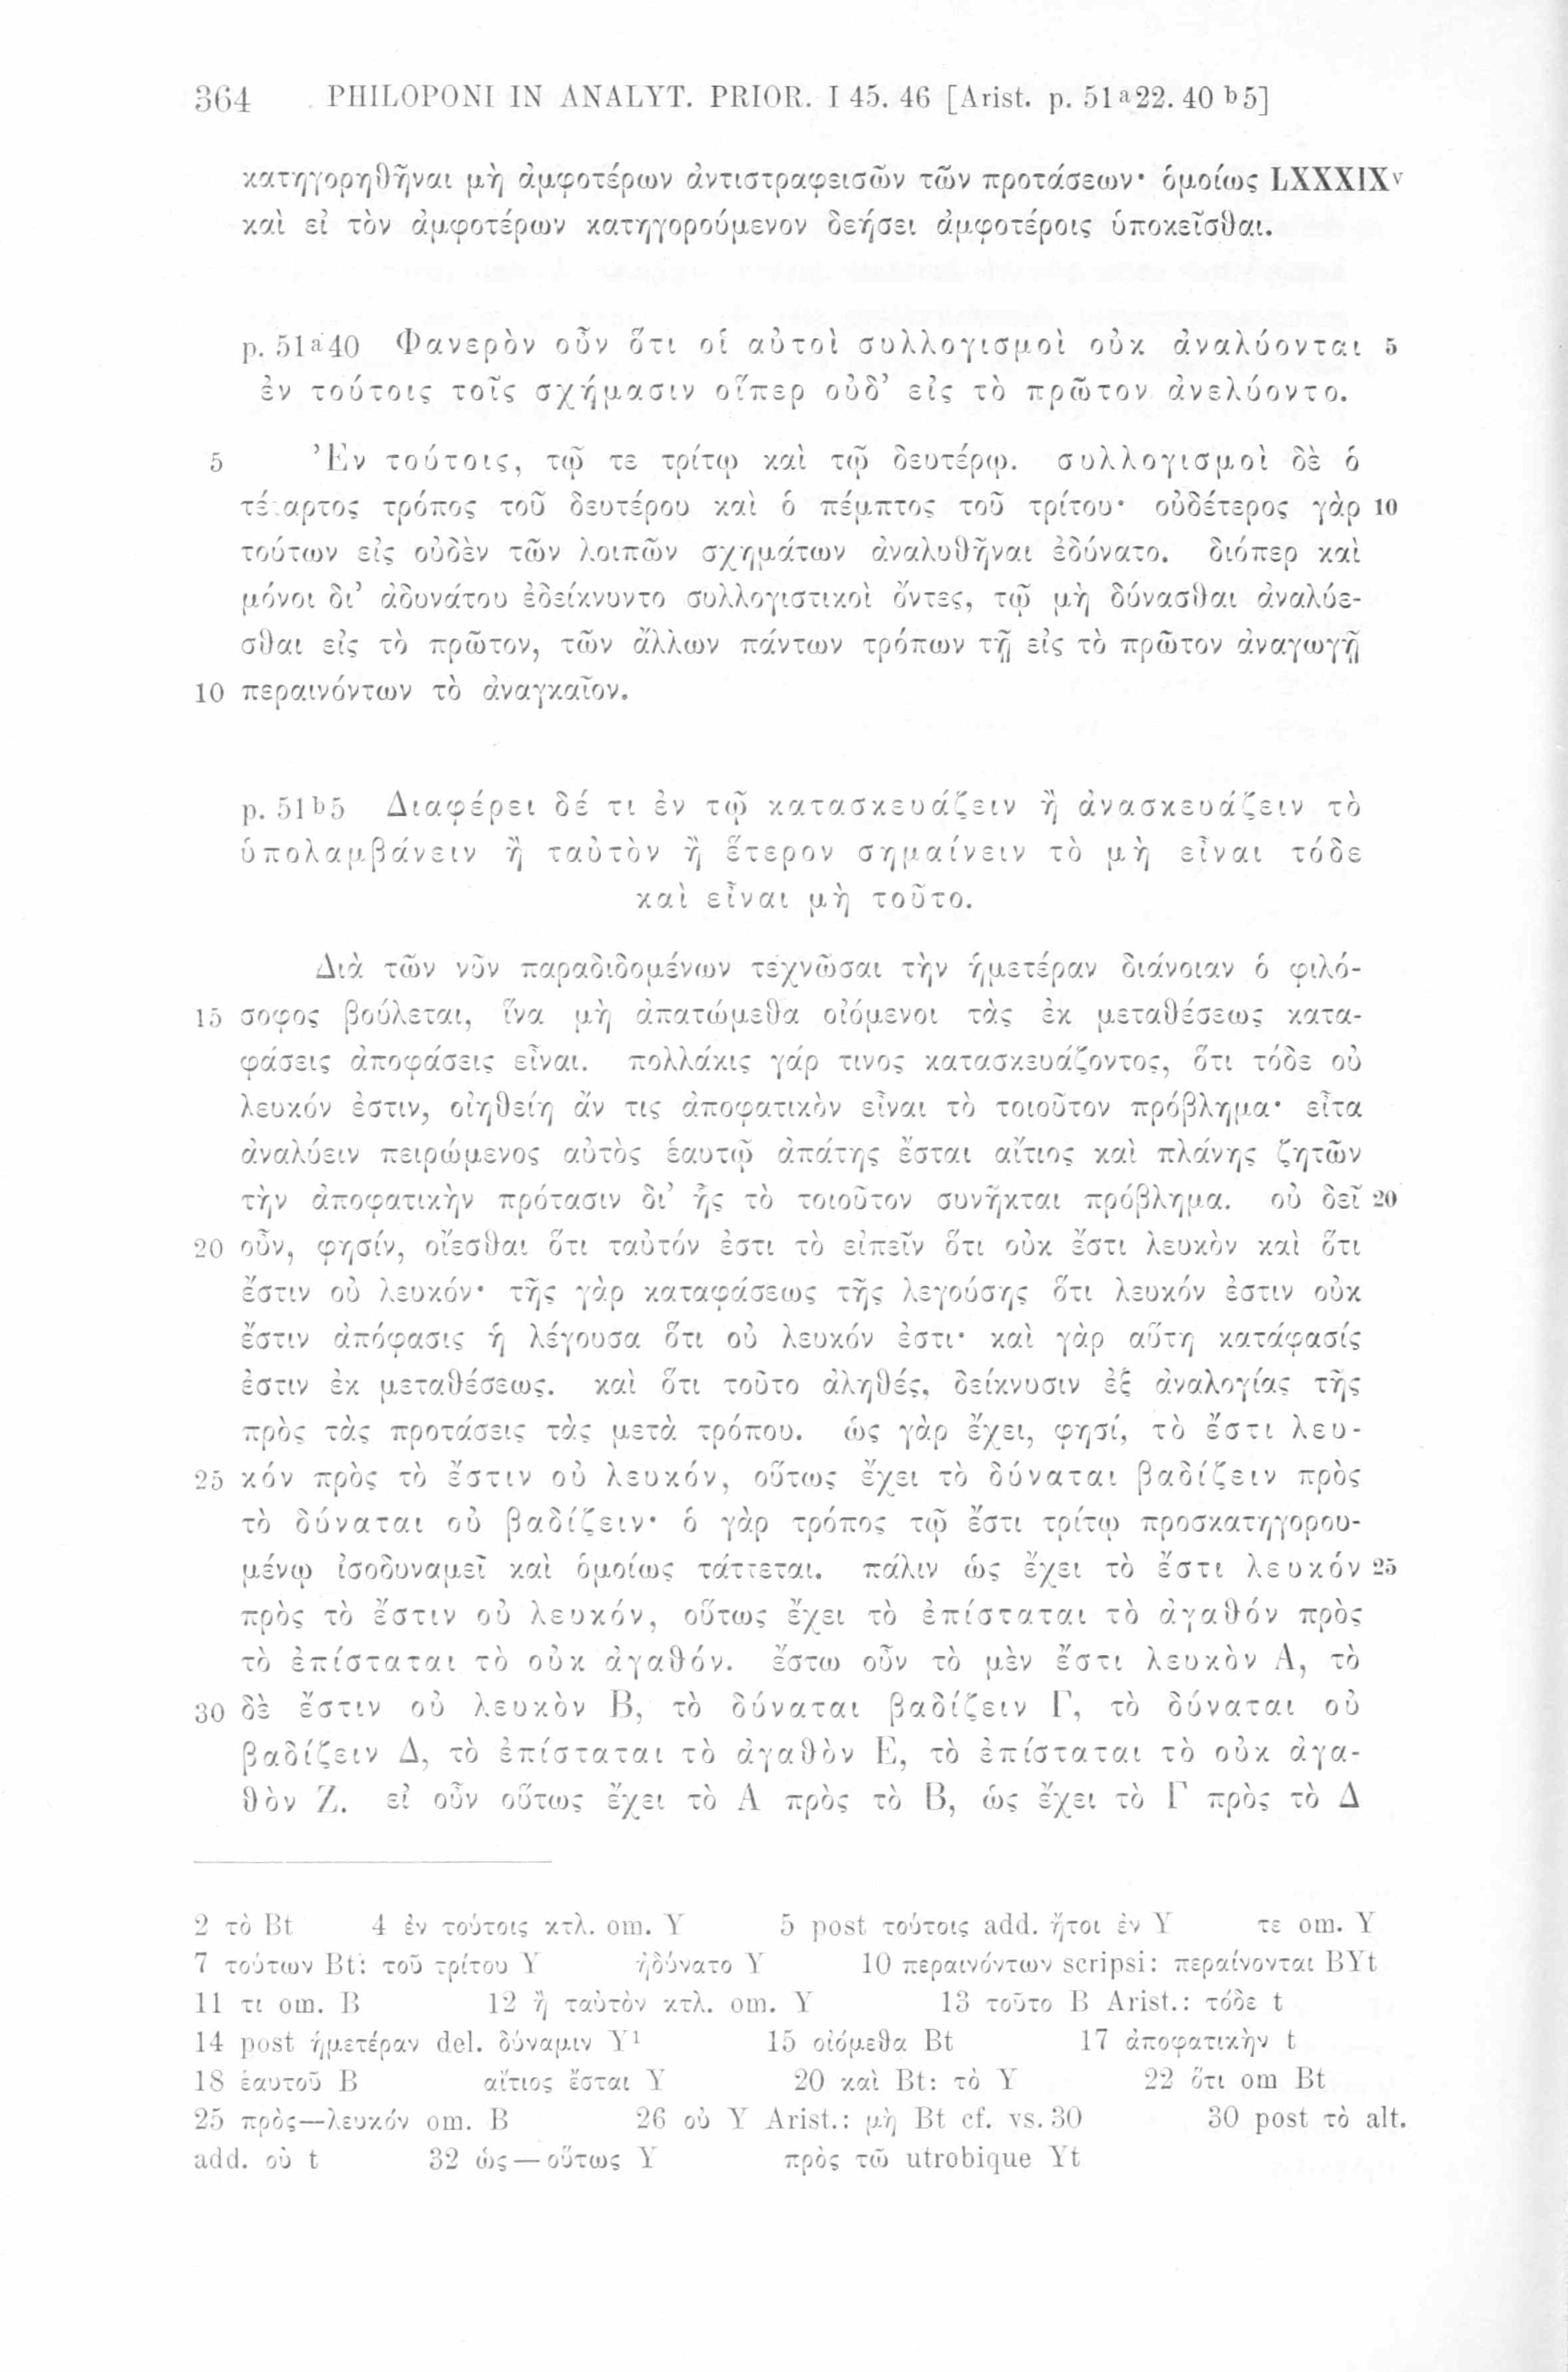 364 PHILOPONI IN ANALYT. PRIOR. I 45. 46 [Arist. p. 51ᵃ22. 40 ᵇ5]
κατηγορηθῆναι μὴ ἀμφοτέρων ἀντιστραφεισῶν τῶν προτάσεων· ὁμοίως LXXXIXᵛ
καὶ εἰ τὸν ἀμφοτέρων κατηγορούμενον δεήσει ἀμφοτέροις ὑποκεῖσθαι.
p. 51ᵃ40 Φανερὸν οὖν ὅτι οἱ αὐτοὶ συλλογισμοὶ οὐκ ἀναλύονται 5
ἐν τούτοις τοῖς σχήμασιν οἵπερ οὐδ’ εἰς τὸ πρῶτον ἀνελύοντο.
5 Ἐν τούτοις, τῷ τε τρίτῳ καὶ τῷ δευτέρῳ. συλλογισμοὶ δὲ ὁ
τέταρτος τρόπος τοῦ δευτέρου καὶ ὁ πέμπτος τοῦ τρίτου· οὐδέτερος γὰρ 10
τούτων εἰς οὐδὲν τῶν λοιπῶν σχημάτων ἀναλυθῆναι ἐδύνατο. διόπερ καὶ
μόνοι δι’ ἀδυνάτου ἐδείκνυντο συλλογιστικοὶ ὄντες, τῷ μὴ δύνασθαι ἀναλύε-
σθαι εἰς τὸ πρῶτον, τῶν ἄλλων πάντων τρόπων τῇ εἰς τὸ πρῶτον ἀναγωγῇ
10 περαινόντων τὸ ἀναγκαῖον.
p. 51ᵇ5 Διαφέρει δέ τι ἐν τῷ κατασκευάζειν ἢ ἀνασκευάζειν τὸ
ὑπολαμβάνειν ἢ ταὐτὸν ἢ ἕτερον σημαίνειν τὸ μὴ εἶναι τόδε
καὶ εἶναι μὴ τοῦτο.
Διὰ τῶν νῦν παραδιδομένων τεχνῶσαι τὴν ἡμετέραν διάνοιαν ὁ φιλό-
15 σοφος βούλεται, ἵνα μὴ ἀπατώμεθα οἰόμενοι τὰς ἐκ μεταθέσεως κατα-
φάσεις ἀποφάσεις εἶναι. πολλάκις γάρ τινος κατασκευάζοντος, ὅτι τόδε οὐ
λευκόν ἐστιν, οἰηθείη ἄν τις ἀποφατικὸν εἶναι τὸ τοιοῦτον πρόβλημα· εἶτα
ἀναλύειν πειρώμενος αὐτὸς ἑαυτῷ ἀπάτης ἔσται αἴτιος καὶ πλάνης ζητῶν
τὴν ἀποφατικὴν πρότασιν δι’ ἧς τὸ τοιοῦτον συνῆκται πρόβλημα. οὐ δεῖ 20
20 οὖν, φησίν, οἴεσθαι ὅτι ταὐτόν ἐστι τὸ εἰπεῖν ὅτι οὐκ ἔστι λευκὸν καὶ ὅτι
ἔστιν οὐ λευκόν· τῆς γὰρ καταφάσεως τῆς λεγούσης ὅτι λευκόν ἐστιν οὐκ
ἔστιν ἀπόφασις ἡ λέγουσα ὅτι οὐ λευκόν ἐστι· καὶ γὰρ αὕτη κατάφασίς
ἐστιν ἐκ μεταθέσεως. καὶ ὅτι τοῦτο ἀληθές, δείκνυσιν ἐξ ἀναλογίας τῆς
πρὸς τὰς προτάσεις τὰς μετὰ τρόπου. ὡς γὰρ ἔχει, φησί, τὸ ἔστι λευ-
25 κόν πρὸς τὸ ἔστιν οὐ λευκόν, οὕτως ἔχει τὸ δύναται βαδίζειν πρὸς
τὸ δύναται οὐ βαδίζειν· ὁ γὰρ τρόπος τῷ ἔστι τρίτῳ προσκατηγορου-
μένῳ ἰσοδυναμεῖ καὶ ὁμοίως τάττεται. πάλιν ὡς ἔχει τὸ ἔστι λευκόν 25
πρὸς τὸ ἔστιν οὐ λευκόν, οὕτως ἔχει τὸ ἐπίσταται τὸ ἀγαθόν πρὸς
τὸ ἐπίσταται τὸ οὐκ ἀγαθόν. ἔστω οὖν τὸ μὲν ἔστι λευκὸν Α, τὸ
30 δὲ ἔστιν οὐ λευκὸν Β, τὸ δύναται βαδίζειν Γ, τὸ δύναται οὐ
βαδίζειν Δ, τὸ ἐπίσταται τὸ ἀγαθὸν Ε, τὸ ἐπίσταται τὸ οὐκ ἀγα-
θὸν Ζ. εἰ οὖν οὕτως ἔχει τὸ Α πρὸς τὸ Β, ὡς ἔχει τὸ Γ πρὸς τὸ Δ
2 τὸ Bt 4 ἐν τούτοις κτλ. om. Y 5 post τούτοις add. ἤτοι ἐν Y τε om. Y
7 τούτων Bt: τοῦ τρίτου Y ἠδύνατο Y 10 περαινόντων scripsi: περαίνονται BYt
11 τι om. B 12 ἢ ταὐτὸν κτλ. om. Y 13 τοῦτο B Arist.: τόδε t
14 post ἡμετέραν del. δύναμιν Y¹ 15 οἰόμεθα Bt 17 ἀποφατικὴν t
18 ἑαυτοῦ B αἴτιος ἔσται Y 20 καὶ Bt: τὸ Y 22 ὅτι om Bt
25 πρὸς—λευκόν om. B 26 οὐ Y Arist.: μὴ Bt cf. vs. 30 30 post τὸ alt.
add. οὐ t 32 ὡς — οὕτως Y πρὸς τῶ utrobique Yt